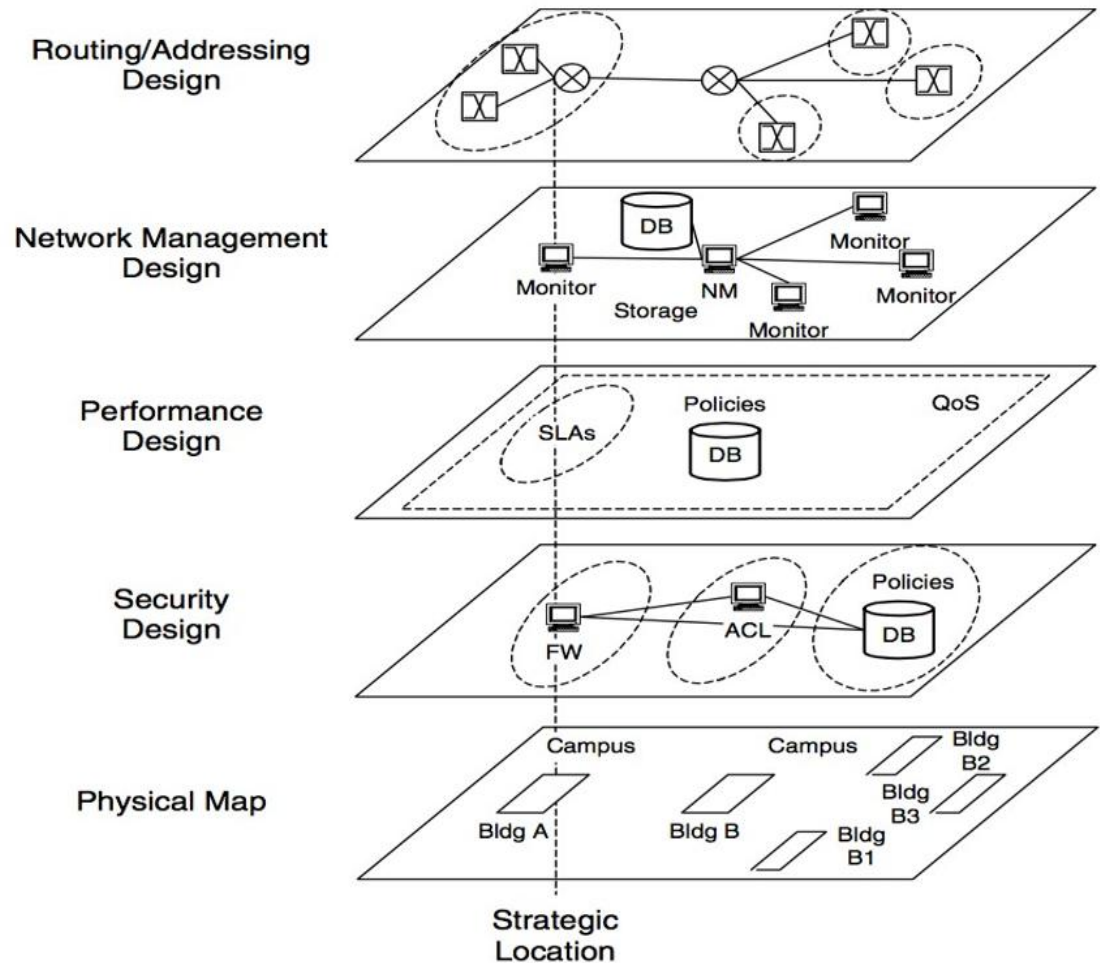 Routing/Addressing
Design
Network Management
Design
DB
Monitor
Monitor
NM
Monitor
Storage
Monitor
Performance
Design
Policies
QoS
SLAs
DB
Security
Design
Policies
ACL
DB
FW
Physical Map
Campus
Campus
Bldg
B2
Bldg
B3
Bldg A
Bldg B
Bldg
B1
Strategic
Location